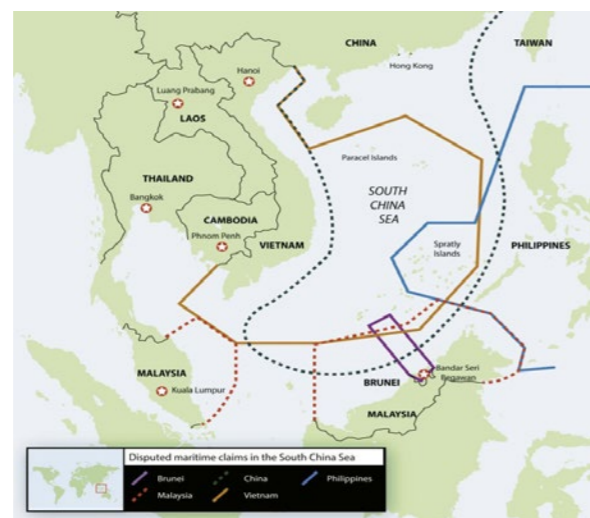 CHINA
TAIWAN
Hong Kong
Hanoi
Luang Prabang
LAOS
Paracel Islands
THAILAND
SOUTH
CHINA
SEA
Bangkok
CAMBODIA
Phnom Penh
VIETNAM
Spratly
Islands
PHILIPPINES
MALAYSIA
Kuala Lumpur
BRUNEI
Bandar Seri
Begawan
MALAYSIA
Disputed maritime claims in the South China Sea
Brunei
China
Philippines
Malaysia
Vietnam